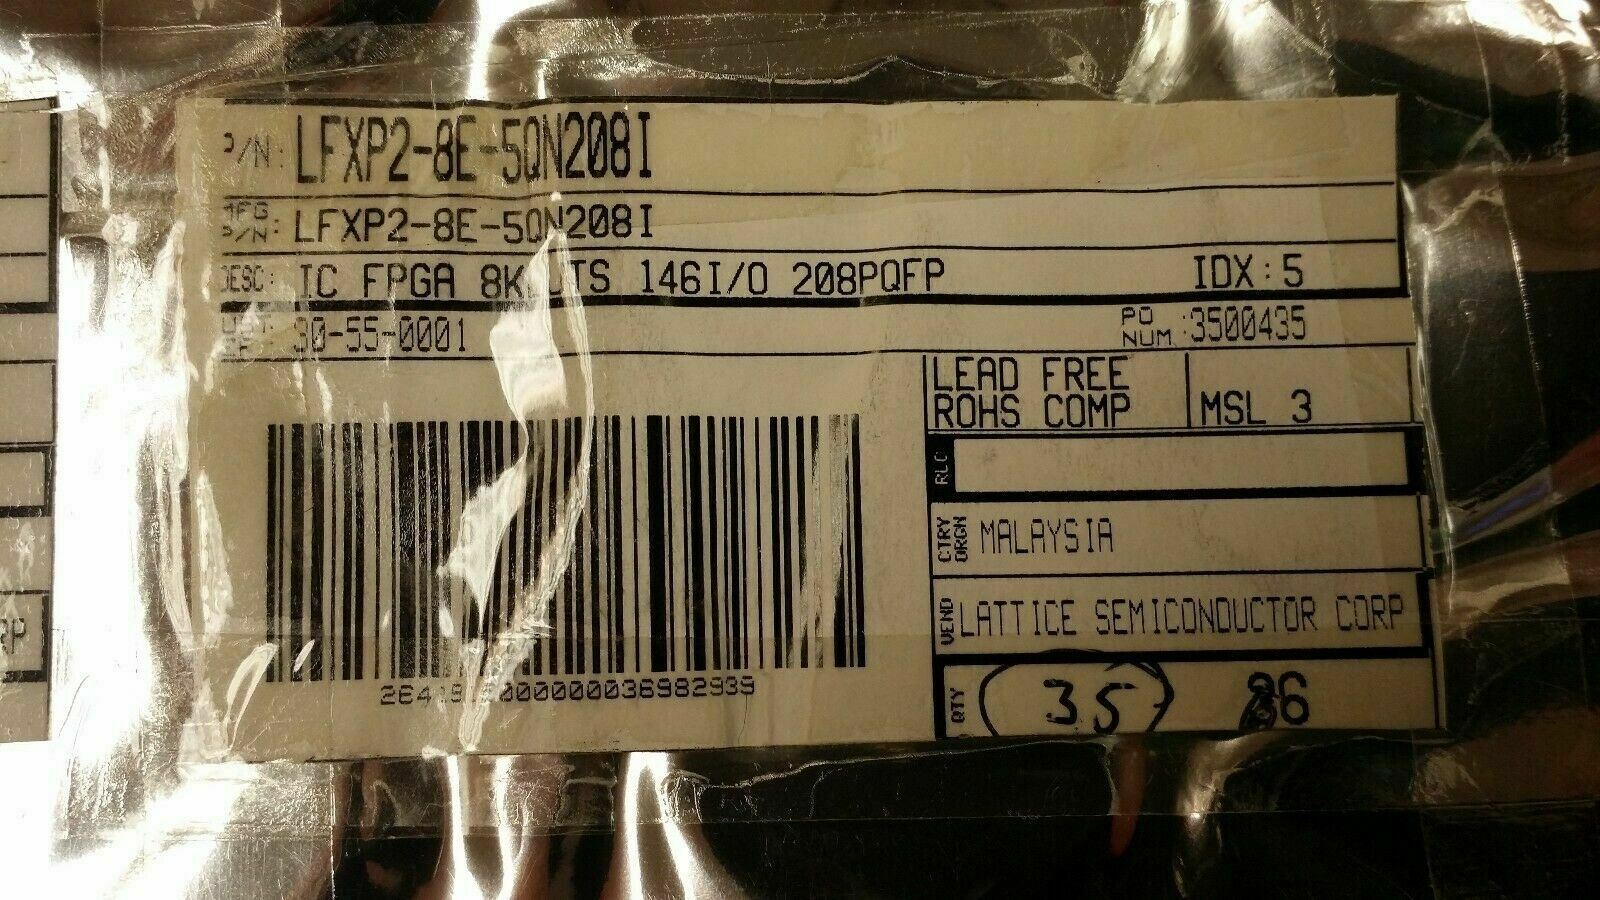 P/N: LFXP2-8E-5QN208I
MFG P/N: LFXP2-8E-5QN208I
DESC: IC FPGA 8K LUTS 146I/O 208PQFP IDX:5
30-55-0001 PO NUM:3500435
LEAD FREE
ROHS COMP MSL 3
RLC
CTRY ORGN MALAYSIA
VEND LATTICE SEMICONDUCTOR CORP
QTY 35
RP